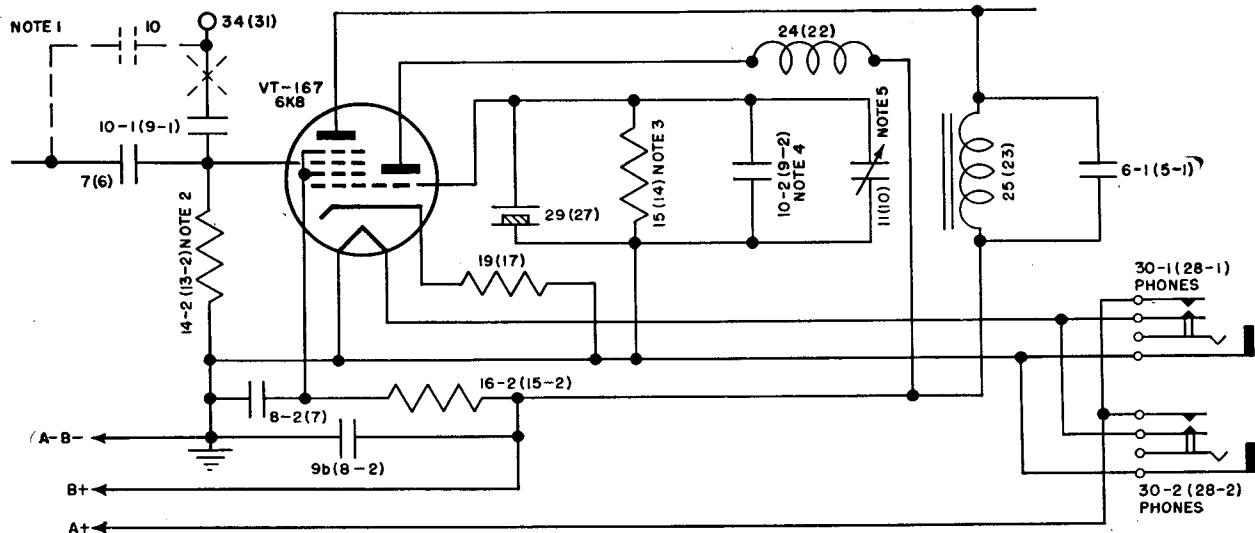 NOTE 1
10
34(31)
24(22)
VT-167
6K8
10-1(9-1)
7(6)
14-2(13-2)NOTE 2
29(27)
15(14)NOTE 3
10-2(9-2)
NOTE 4
11(10)
NOTE 5
25(23)
6-1(5-1)
19(17)
30-1(28-1)
PHONES
16-2(15-2)
8-2(7)
A-B-
9b(8-2)
B+
30-2(28-2)
PHONES
A+